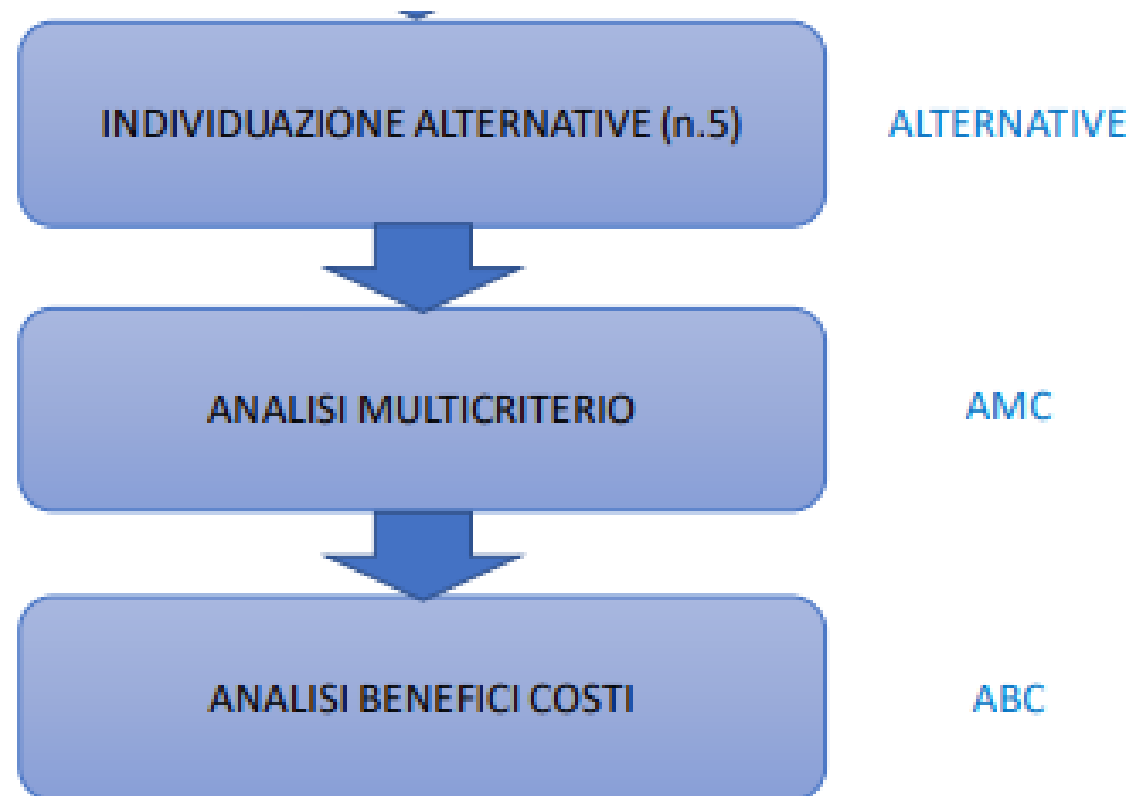 INDIVIDUAZIONE ALTERNATIVE (n.5)
ALTERNATIVE
ANALISI MULTICRITERIO
AMC
ANALISI BENEFICI COSTI
ABC